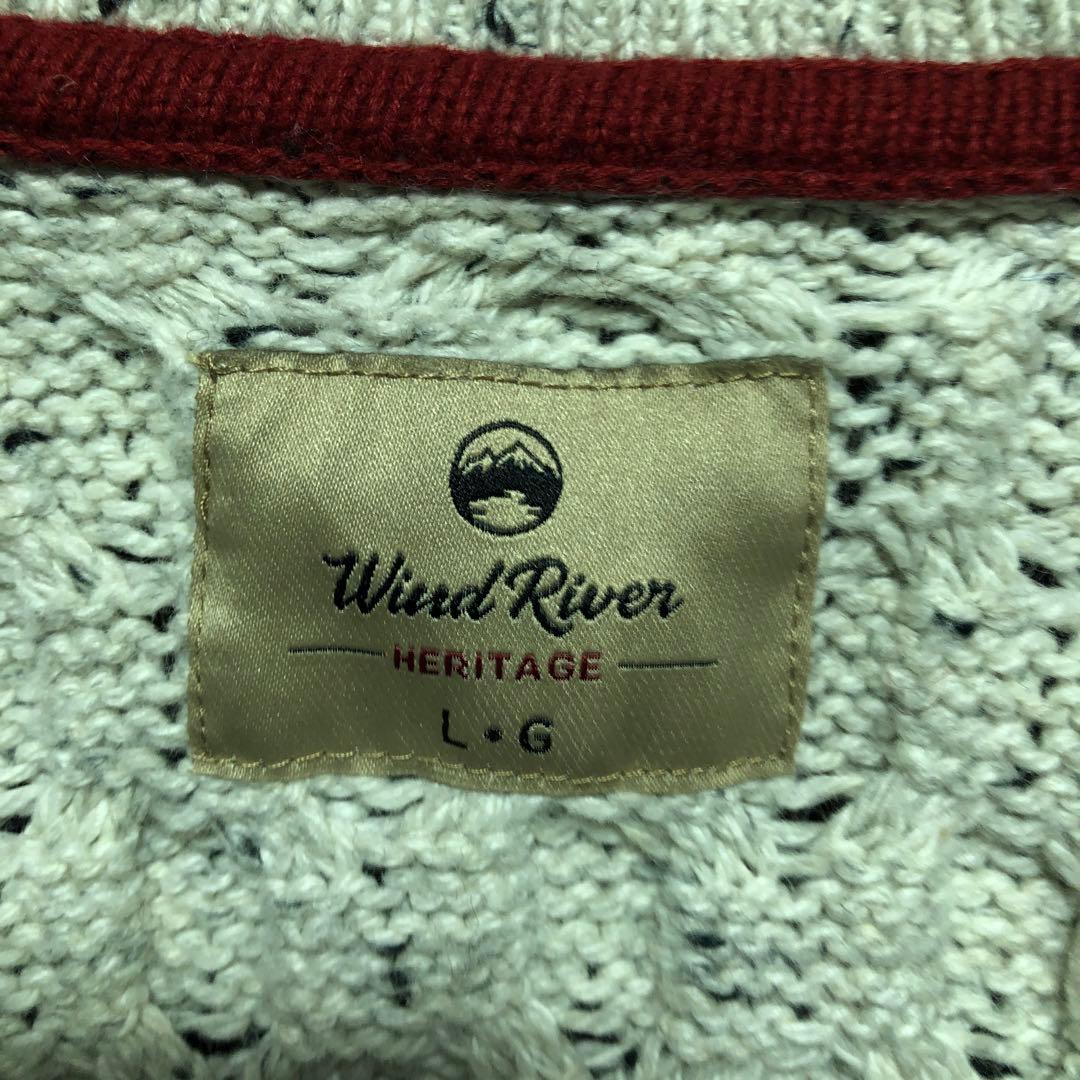 Wind River
HERITAGE
L • G